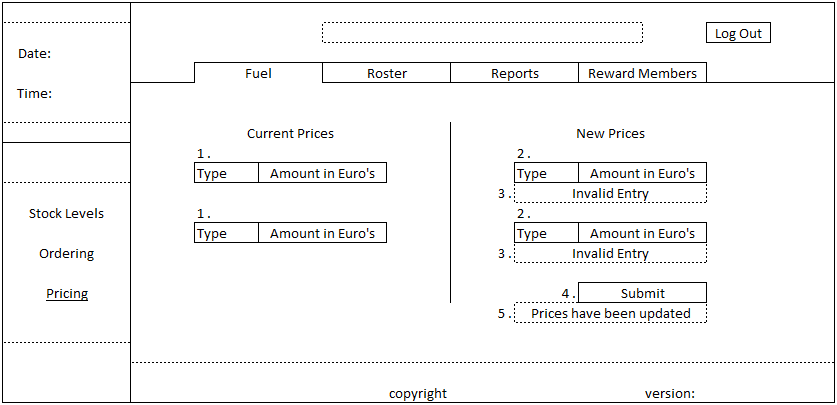 Log Out
Date:
Time:
Fuel Roster Reports Reward Members
Current Prices New Prices
1. 2.
Type Amount in Euro's Type Amount in Euro's
3. Invalid Entry
1. 2.
Stock Levels
Type Amount in Euro's Type Amount in Euro's
3. Invalid Entry
Ordering
Pricing
4. Submit
5. Prices have been updated
copyright version: